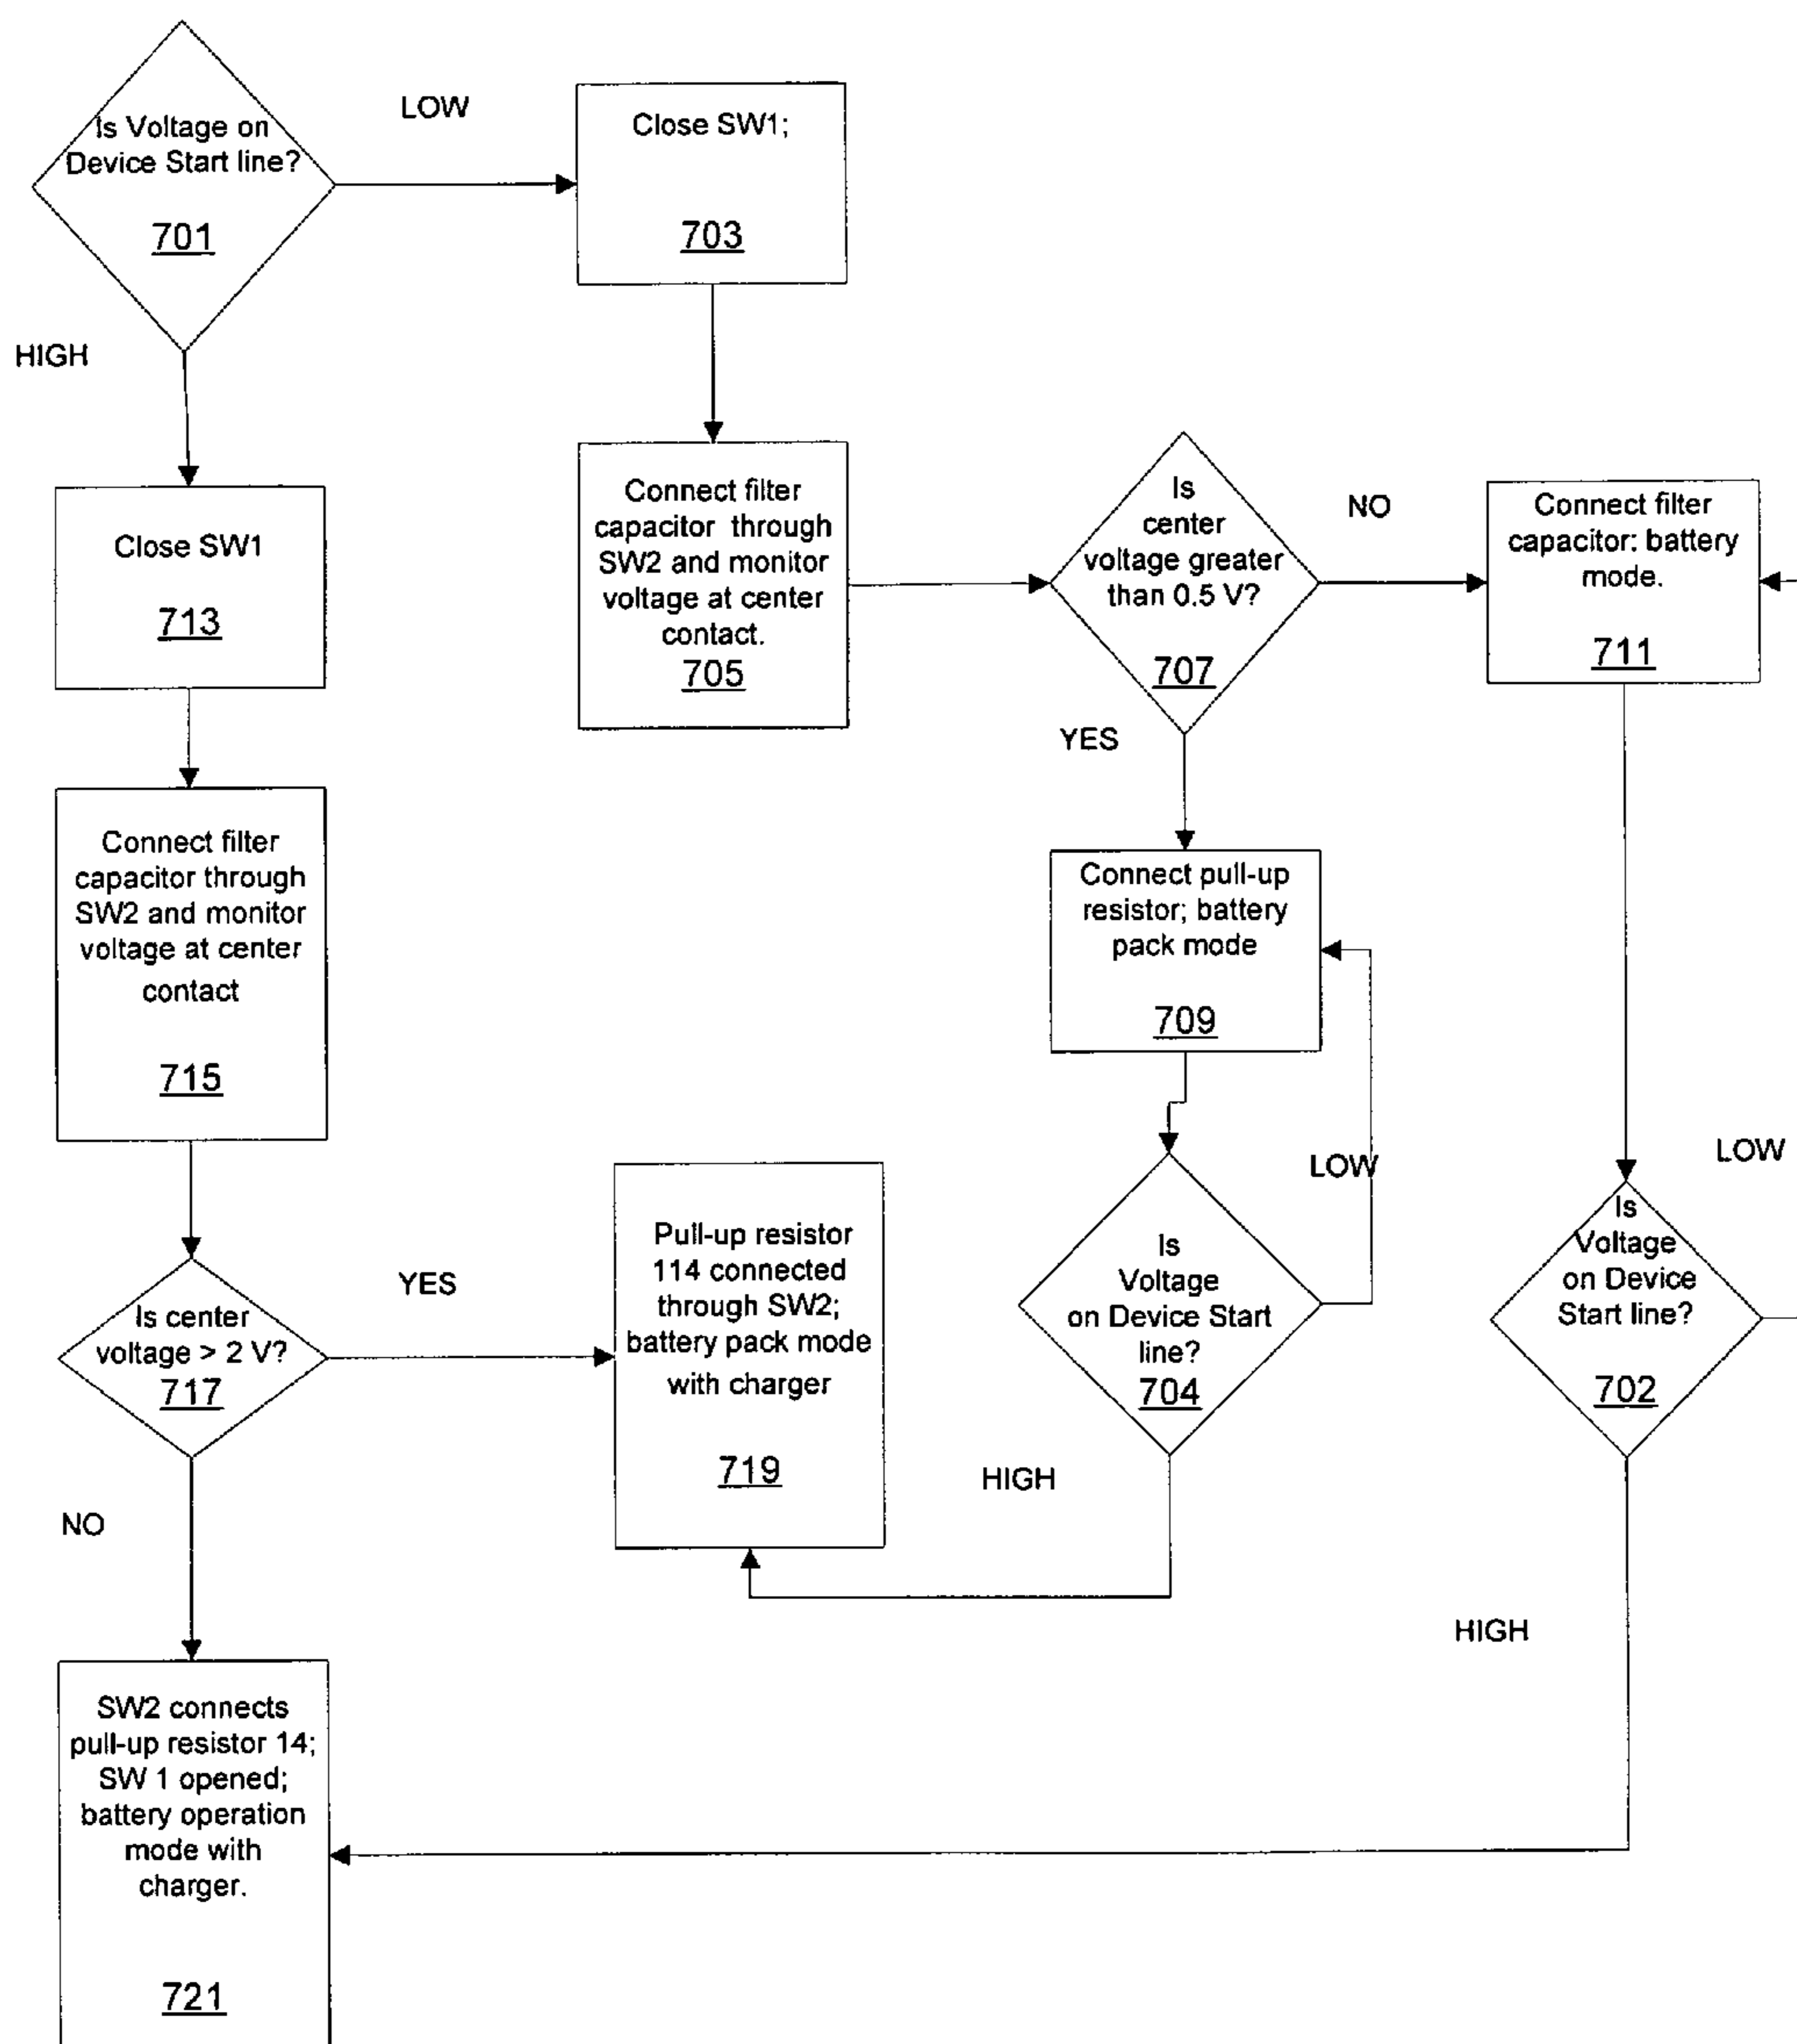 Is Voltage on
Device Start line?
701
LOW
HIGH
Close SW1;
703
Close SW1
713
Connect filter
capacitor through
SW2 and monitor
voltage at center
contact.
705
Is
center
voltage greater
than 0.5 V?
707
NO
YES
Connect filter
capacitor: battery
mode.
711
Connect filter
capacitor through
SW2 and monitor
voltage at center
contact
715
Connect pull-up
resistor; battery
pack mode
709
LOW
Is
Voltage
on Device Start
line?
704
HIGH
LOW
Is
Voltage
on Device
Start line?
702
HIGH
Is center
voltage > 2 V?
717
YES
NO
Pull-up resistor
114 connected
through SW2;
battery pack mode
with charger
719
SW2 connects
pull-up resistor 14;
SW 1 opened;
battery operation
mode with
charger.
721